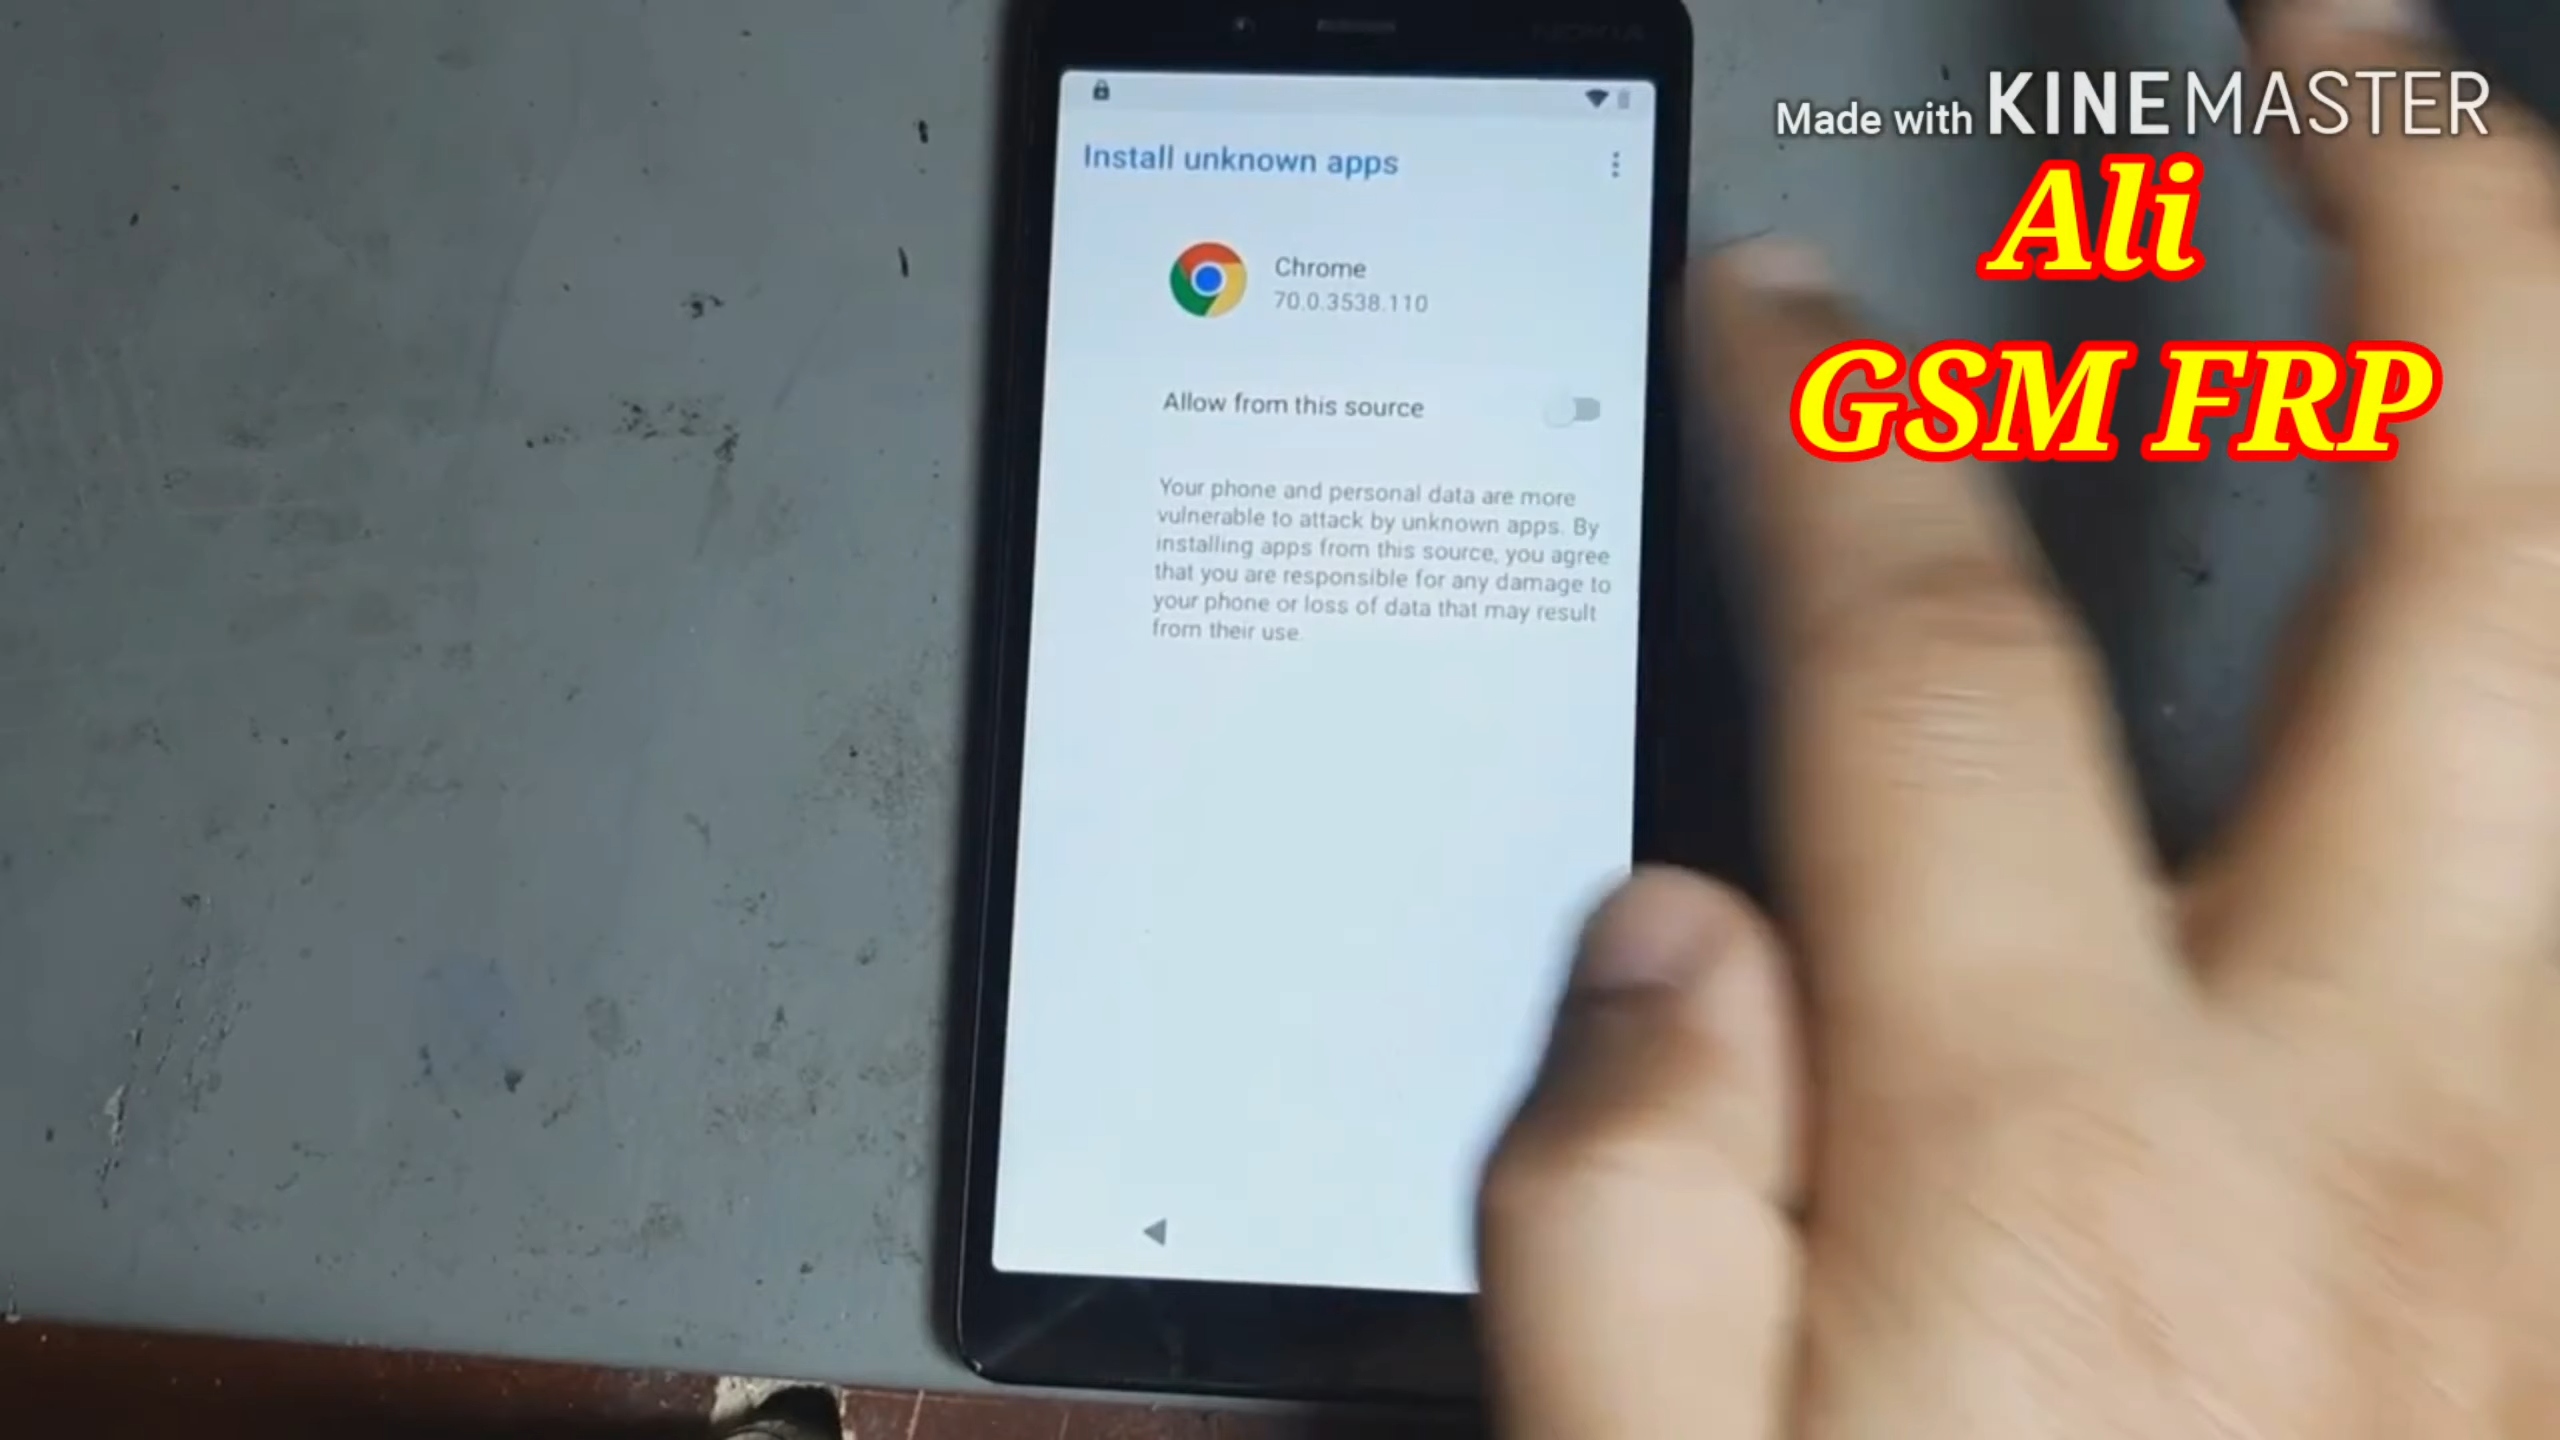 NOKIA
Made with KINEMASTER
Ali
GSM FRP
Install unknown apps
Chrome
70.0.3538.110
Allow from this source
Your phone and personal data are more
vulnerable to attack by unknown apps. By
installing apps from this source, you agree
that you are responsible for any damage to
your phone or loss of data that may result
from their use.